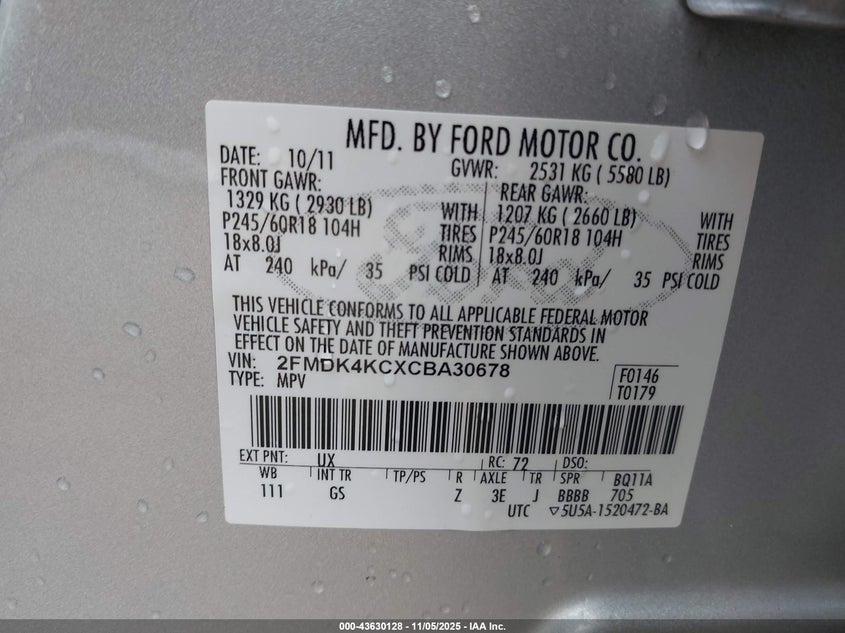 MFD. BY FORD MOTOR CO.
DATE: 10/11 GVWR: 2531 KG ( 5580 LB)
FRONT GAWR: REAR GAWR:
1329 KG ( 2930 LB) WITH 1207 KG ( 2660 LB) WITH
P245/60R18 104H TIRES P245/60R18 104H TIRES
18x8.0J RIMS 18x8.0J RIMS
AT 240 kPa/ 35 PSI COLD AT 240 kPa/ 35 PSI COLD
THIS VEHICLE CONFORMS TO ALL APPLICABLE FEDERAL MOTOR
VEHICLE SAFETY AND THEFT PREVENTION STANDARDS IN
EFFECT ON THE DATE OF MANUFACTURE SHOWN ABOVE.
VIN: 2FMDK4KCXCBA30678
TYPE: MPV
F0146
T0179
EXT PNT: UX RC: 72 DSO:
WB INT TR TP/PS R AXLE TR SPR BQ11A
111 GS Z 3E J BBBB 705
UTC ▽5U5A-1520472-BA
000-43630128 - 11/05/2025 - IAA Inc.